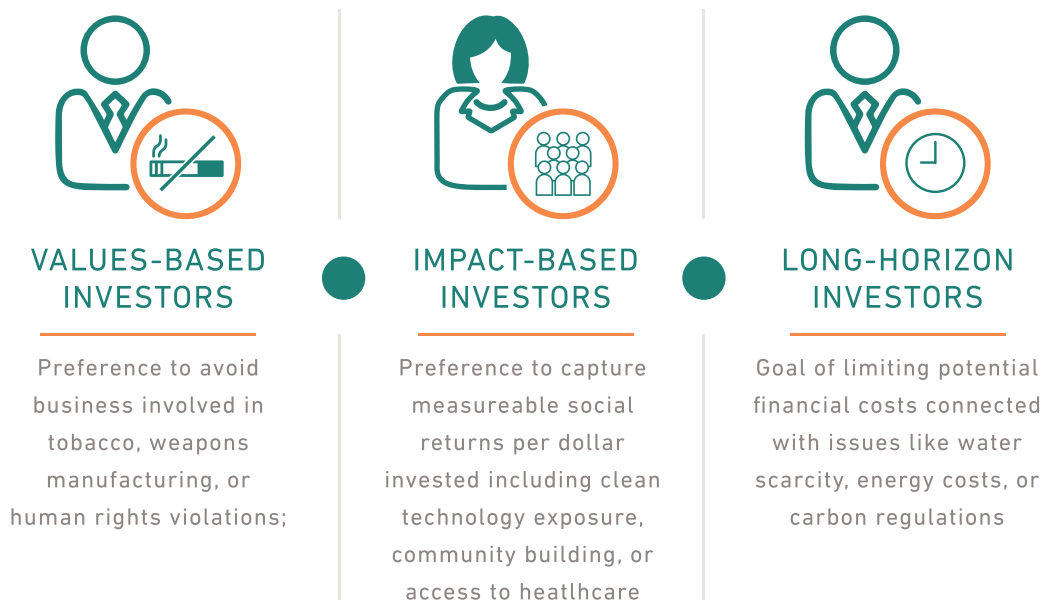 VALUES-BASED
INVESTORS
Preference to avoid
business involved in
tobacco, weapons
manufacturing, or
human rights violations;
IMPACT-BASED
INVESTORS
Preference to capture
measureable social
returns per dollar
invested including clean
technology exposure,
community building, or
access to heatlhcare
LONG-HORIZON
INVESTORS
Goal of limiting potential
financial costs connected
with issues like water
scarcity, energy costs, or
carbon regulations